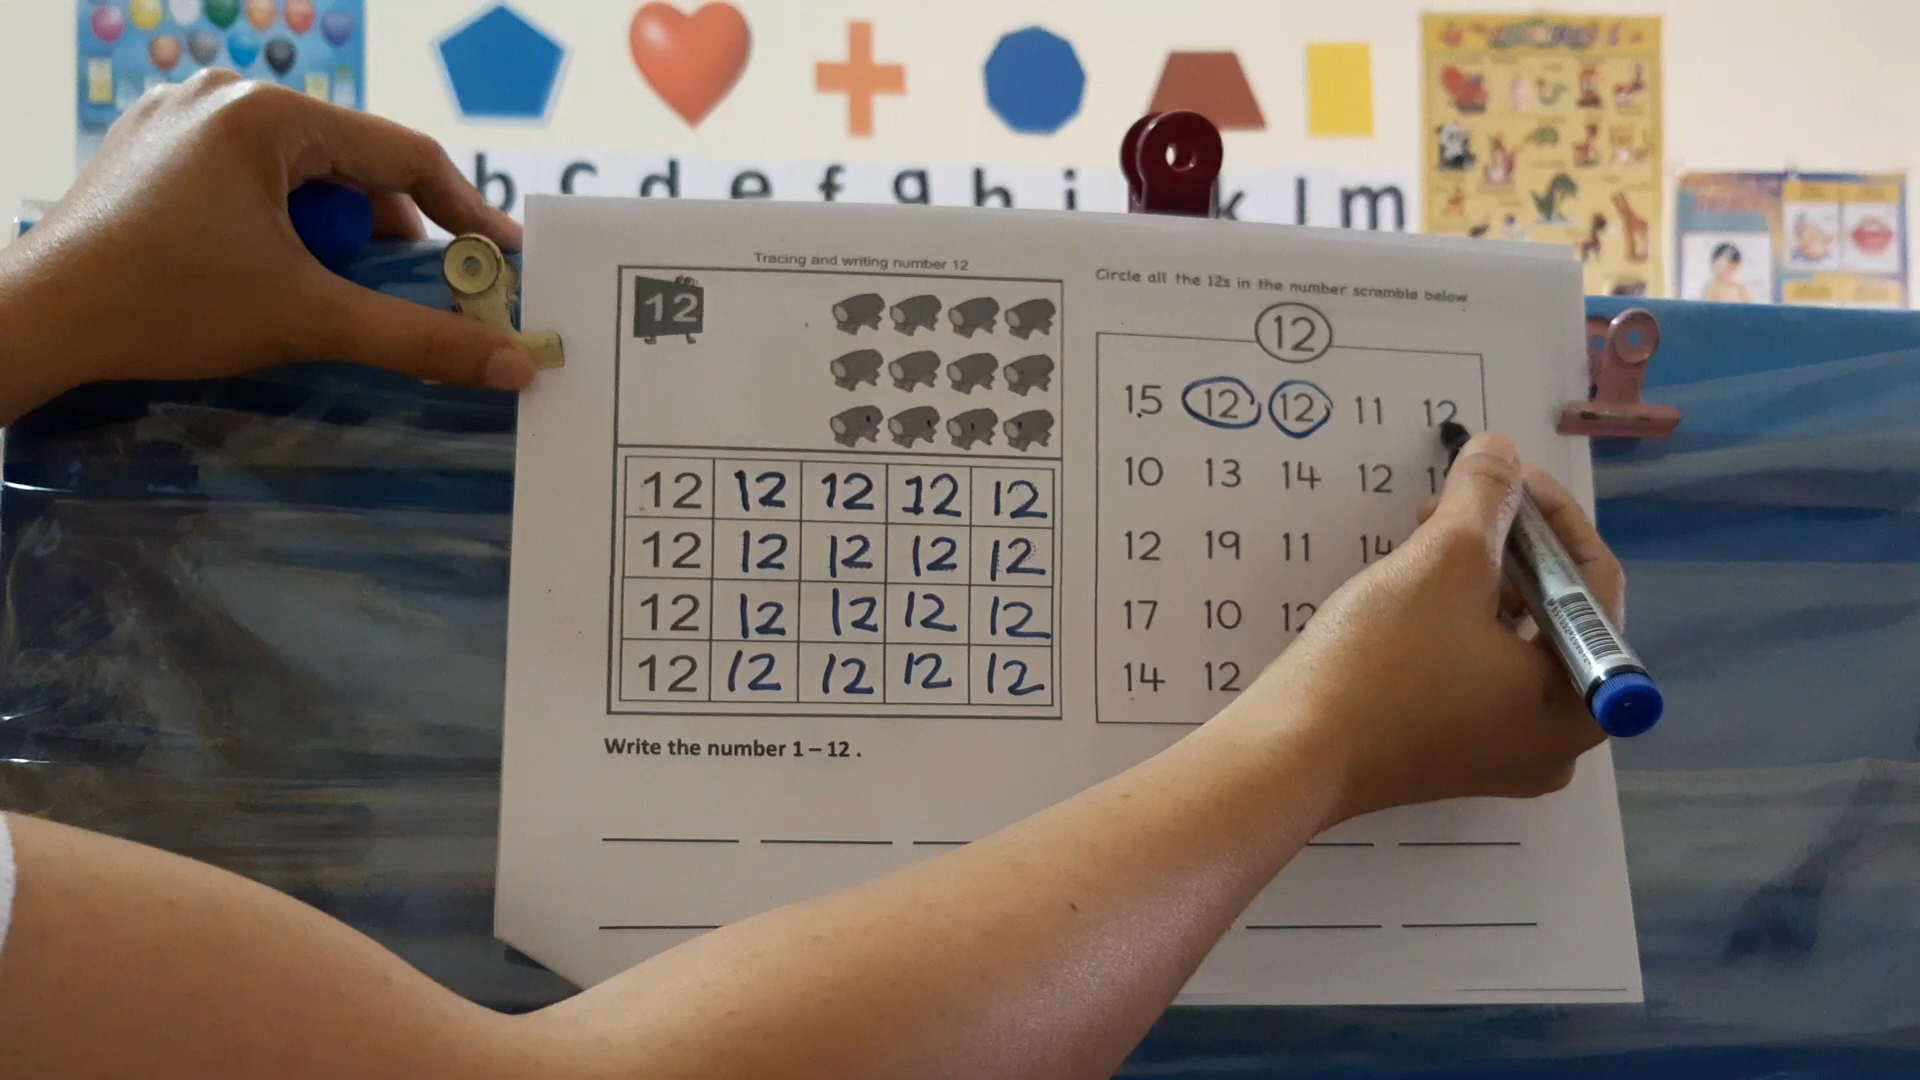 b c d e f g h i k l m
Tracing and writing number 12
12
12 12 12 12 12
12 12 12 12 12
12 12 12 12 12
12 12 12 12 12
Write the number 1 – 12 .
Circle all the 12s in the number scramble below
12
15 12 12 11 12
10 13 14 12
12 19 11 14
17 10 12
14 12